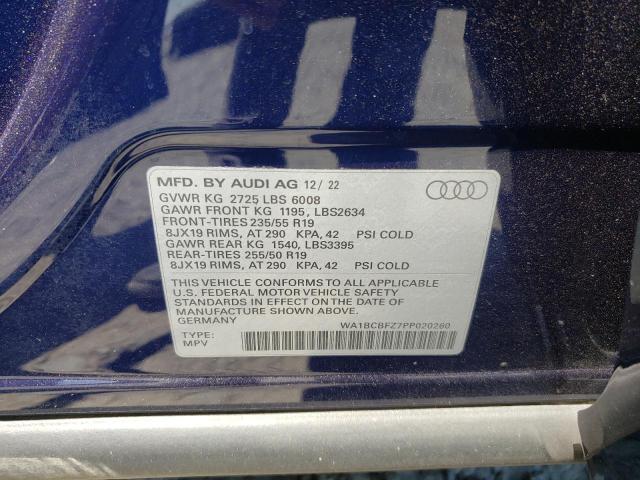 MFD. BY AUDI AG 12/ 22
GVWR KG 2725 LBS 6008
GAWR FRONT KG 1195, LBS2634
FRONT-TIRES 235/55 R19
8JX19 RIMS, AT 290 KPA, 42 PSI COLD
GAWR REAR KG 1540, LBS3395
REAR-TIRES 255/50 R19
8JX19 RIMS, AT 290 KPA, 42 PSI COLD
THIS VEHICLE CONFORMS TO ALL APPLICABLE
U.S. FEDERAL MOTOR VEHICLE SAFETY
STANDARDS IN EFFECT ON THE DATE OF
MANUFACTURE SHOWN ABOVE.
GERMANY
WA1BCBFZ7PP020260
TYPE:
MPV